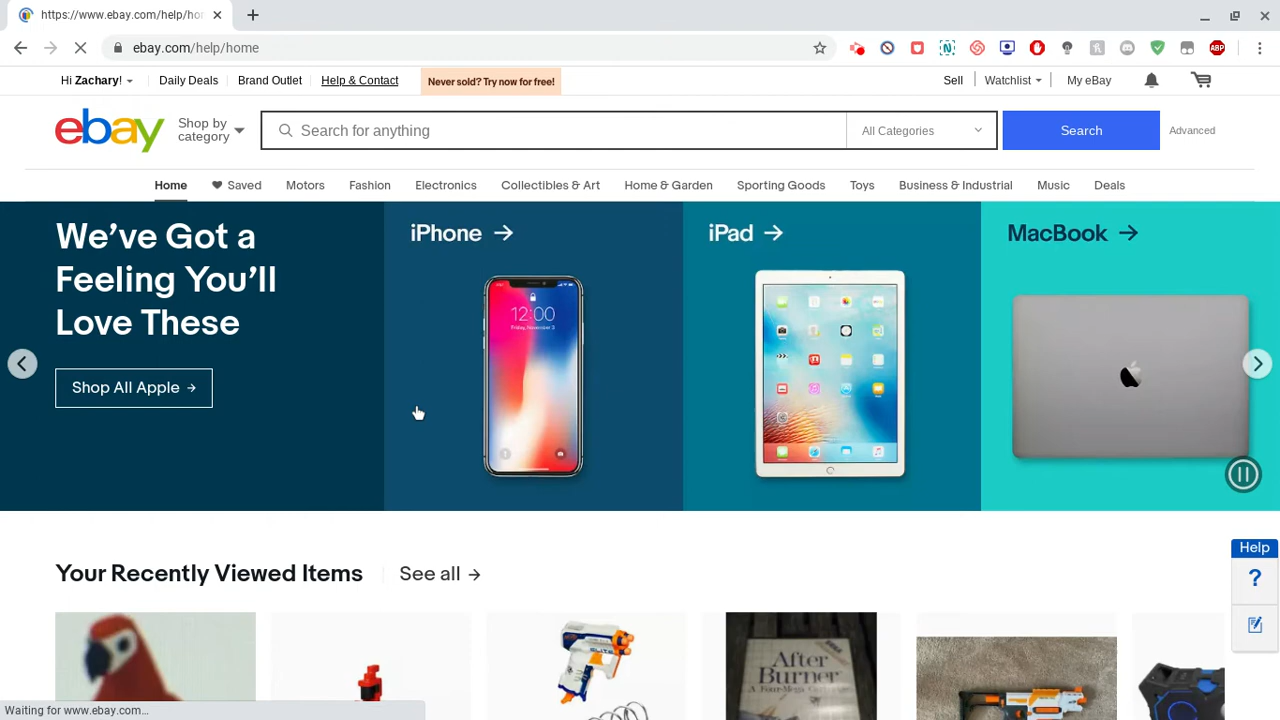 https://www.ebay.com/help/ho
ebay.com/help/home
ABP
Hi Zachary!
Daily Deals
Brand Outlet
Help & Contact
Never sold? Try now for free!
Sell
Watchlist
My eBay
ebay
Shop by category
Search for anything
All Categories
Search
Advanced
Home
Saved
Motors
Fashion
Electronics
Collectibles & Art
Home & Garden
Sporting Goods
Toys
Business & Industrial
Music
Deals
We've Got a
Feeling You'll
Love These
Shop All Apple →
iPhone →
12:00
Friday, November 3
iPad →
MacBook →
Help
?
Your Recently Viewed Items
See all →
ELITE
After
Burner
Waiting for www.ebay.com...